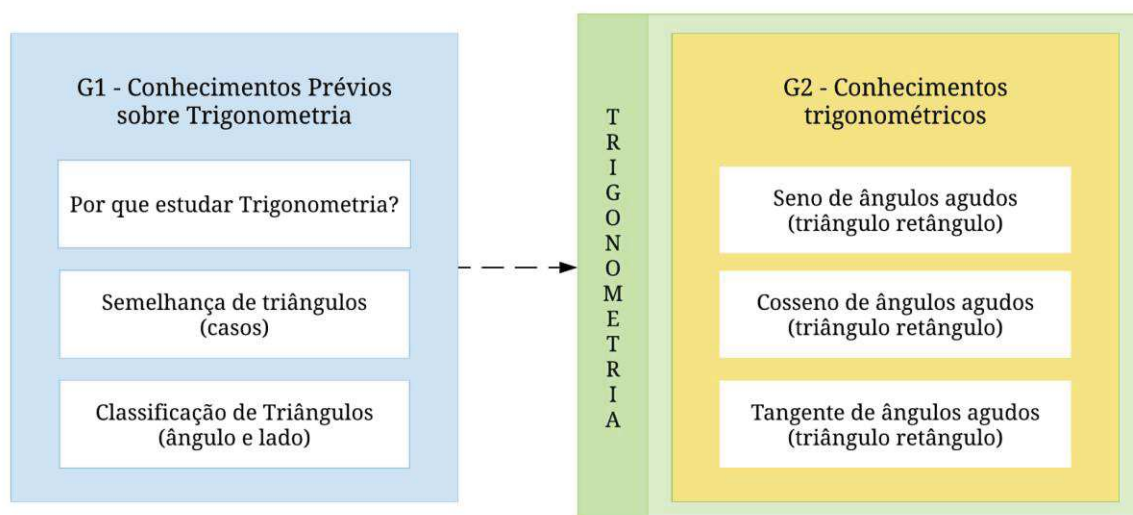 G1 - Conhecimentos Prévios
sobre Trigonometria
Por que estudar Trigonometria?
Semelhança de triângulos
(casos)
Classificação de Triângulos
(ângulo e lado)
T
R
I
G
O
N
O
M
E
T
R
I
A
G2 - Conhecimentos
trigonométricos
Seno de ângulos agudos
(triângulo retângulo)
Cosseno de ângulos agudos
(triângulo retângulo)
Tangente de ângulos agudos
(triângulo retângulo)